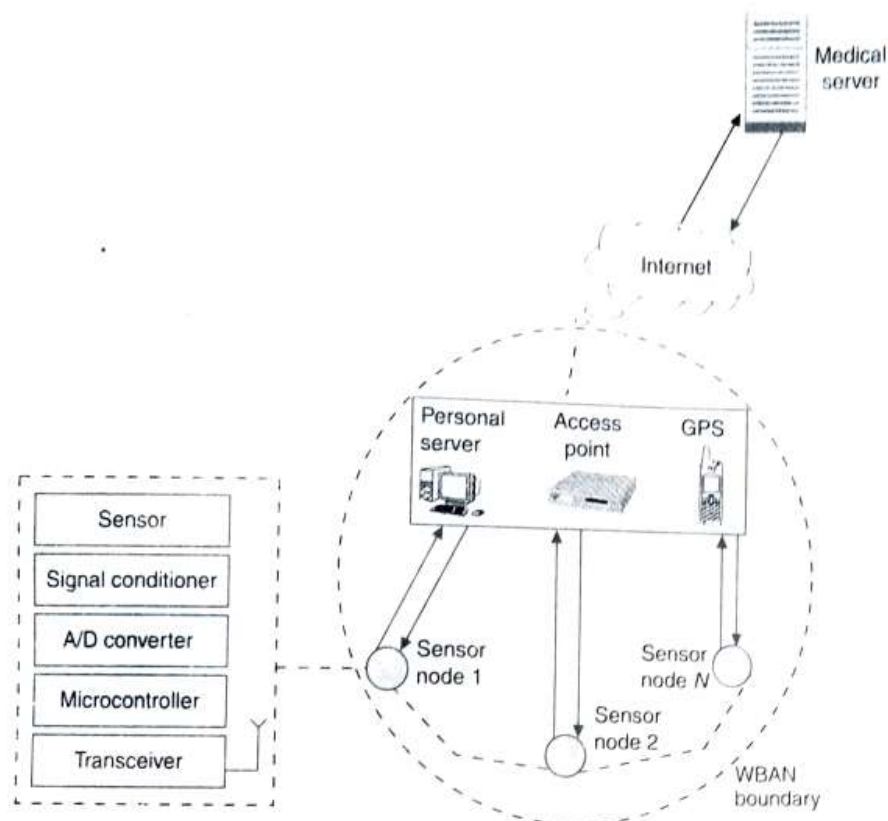 Medical
server
Internet
Personal
server
Access
point
GPS
Sensor
Signal conditioner
A/D converter
Microcontroller
Transceiver
Sensor
node 1
Sensor
node 2
Sensor
node N
WBAN
boundary